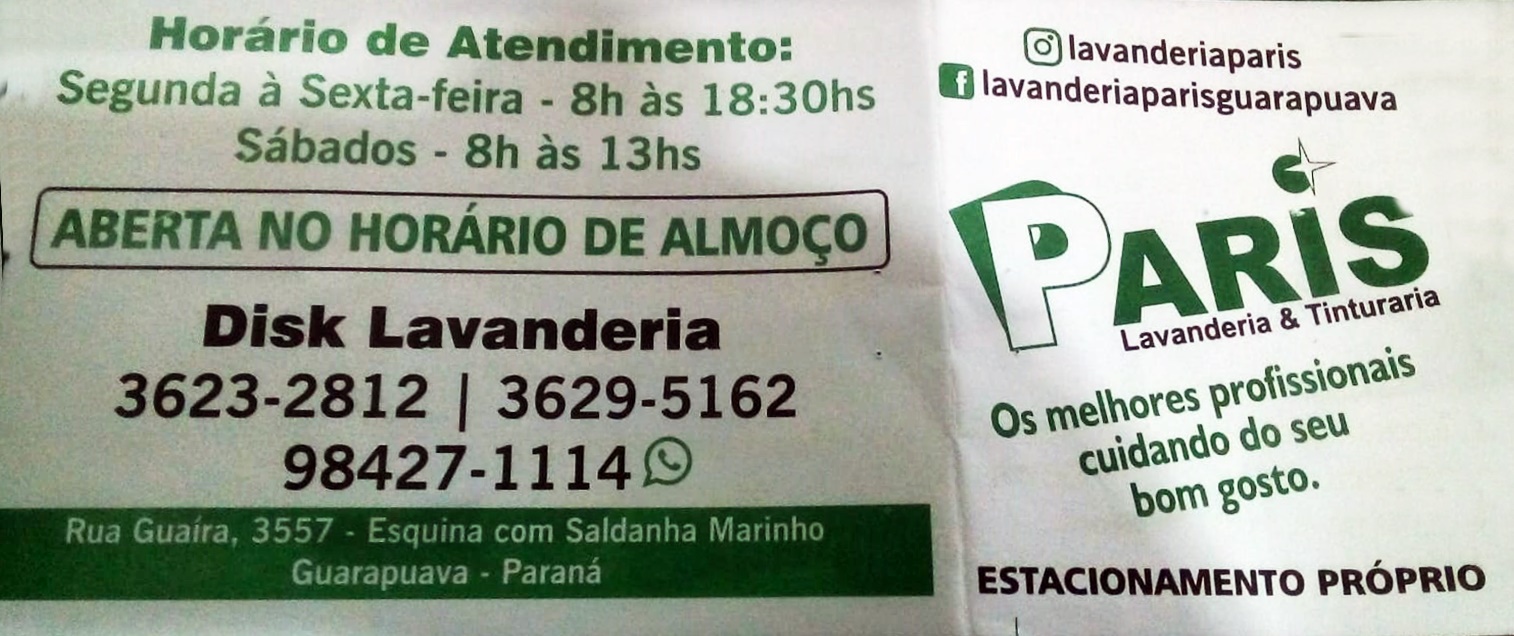 Horário de Atendimento:
Segunda à Sexta-feira - 8h às 18:30hs
Sábados - 8h às 13hs
ABERTA NO HORÁRIO DE ALMOÇO
Disk Lavanderia
3623-2812 | 3629-5162
98427-1114
Rua Guaíra, 3557 - Esquina com Saldanha Marinho
Guarapuava - Paraná
lavanderiaparis
lavanderiaparisguarapuava
PARIS
Lavanderia & Tinturaria
Os melhores profissionais
cuidando do seu
bom gosto.
ESTACIONAMENTO PRÓPRIO